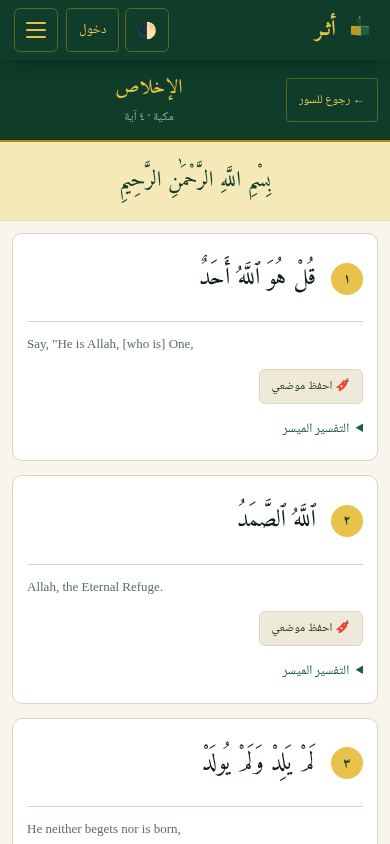 أثر
دخول
← رجوع للسور
الإخلاص
مكية · ٤ آية
بِسْمِ اللَّهِ الرَّحْمَٰنِ الرَّحِيمِ
١
قُلْ هُوَ ٱللَّهُ أَحَدٌ
Say, "He is Allah, [who is] One,
احفظ موضعي
التفسير الميسر
٢
ٱللَّهُ ٱلصَّمَدُ
Allah, the Eternal Refuge.
احفظ موضعي
التفسير الميسر
٣
لَمْ يَلِدْ وَلَمْ يُولَدْ
He neither begets nor is born,